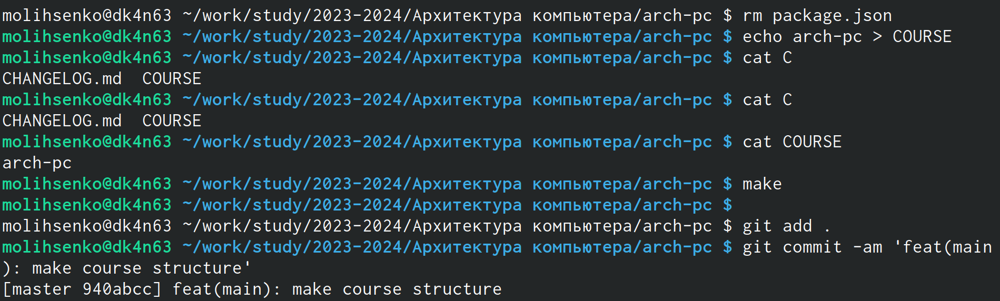 molihsenko@dk4n63 ~/work/study/2023-2024/Архитектура компьютера/arch-pc $ rm package.json
molihsenko@dk4n63 ~/work/study/2023-2024/Архитектура компьютера/arch-pc $ echo arch-pc > COURSE
molihsenko@dk4n63 ~/work/study/2023-2024/Архитектура компьютера/arch-pc $ cat C
CHANGELOG.md  COURSE
molihsenko@dk4n63 ~/work/study/2023-2024/Архитектура компьютера/arch-pc $ cat C
CHANGELOG.md  COURSE
molihsenko@dk4n63 ~/work/study/2023-2024/Архитектура компьютера/arch-pc $ cat COURSE
arch-pc
molihsenko@dk4n63 ~/work/study/2023-2024/Архитектура компьютера/arch-pc $ make
molihsenko@dk4n63 ~/work/study/2023-2024/Архитектура компьютера/arch-pc $
molihsenko@dk4n63 ~/work/study/2023-2024/Архитектура компьютера/arch-pc $ git add .
molihsenko@dk4n63 ~/work/study/2023-2024/Архитектура компьютера/arch-pc $ git commit -am 'feat(main
): make course structure'
[master 940abcc] feat(main): make course structure